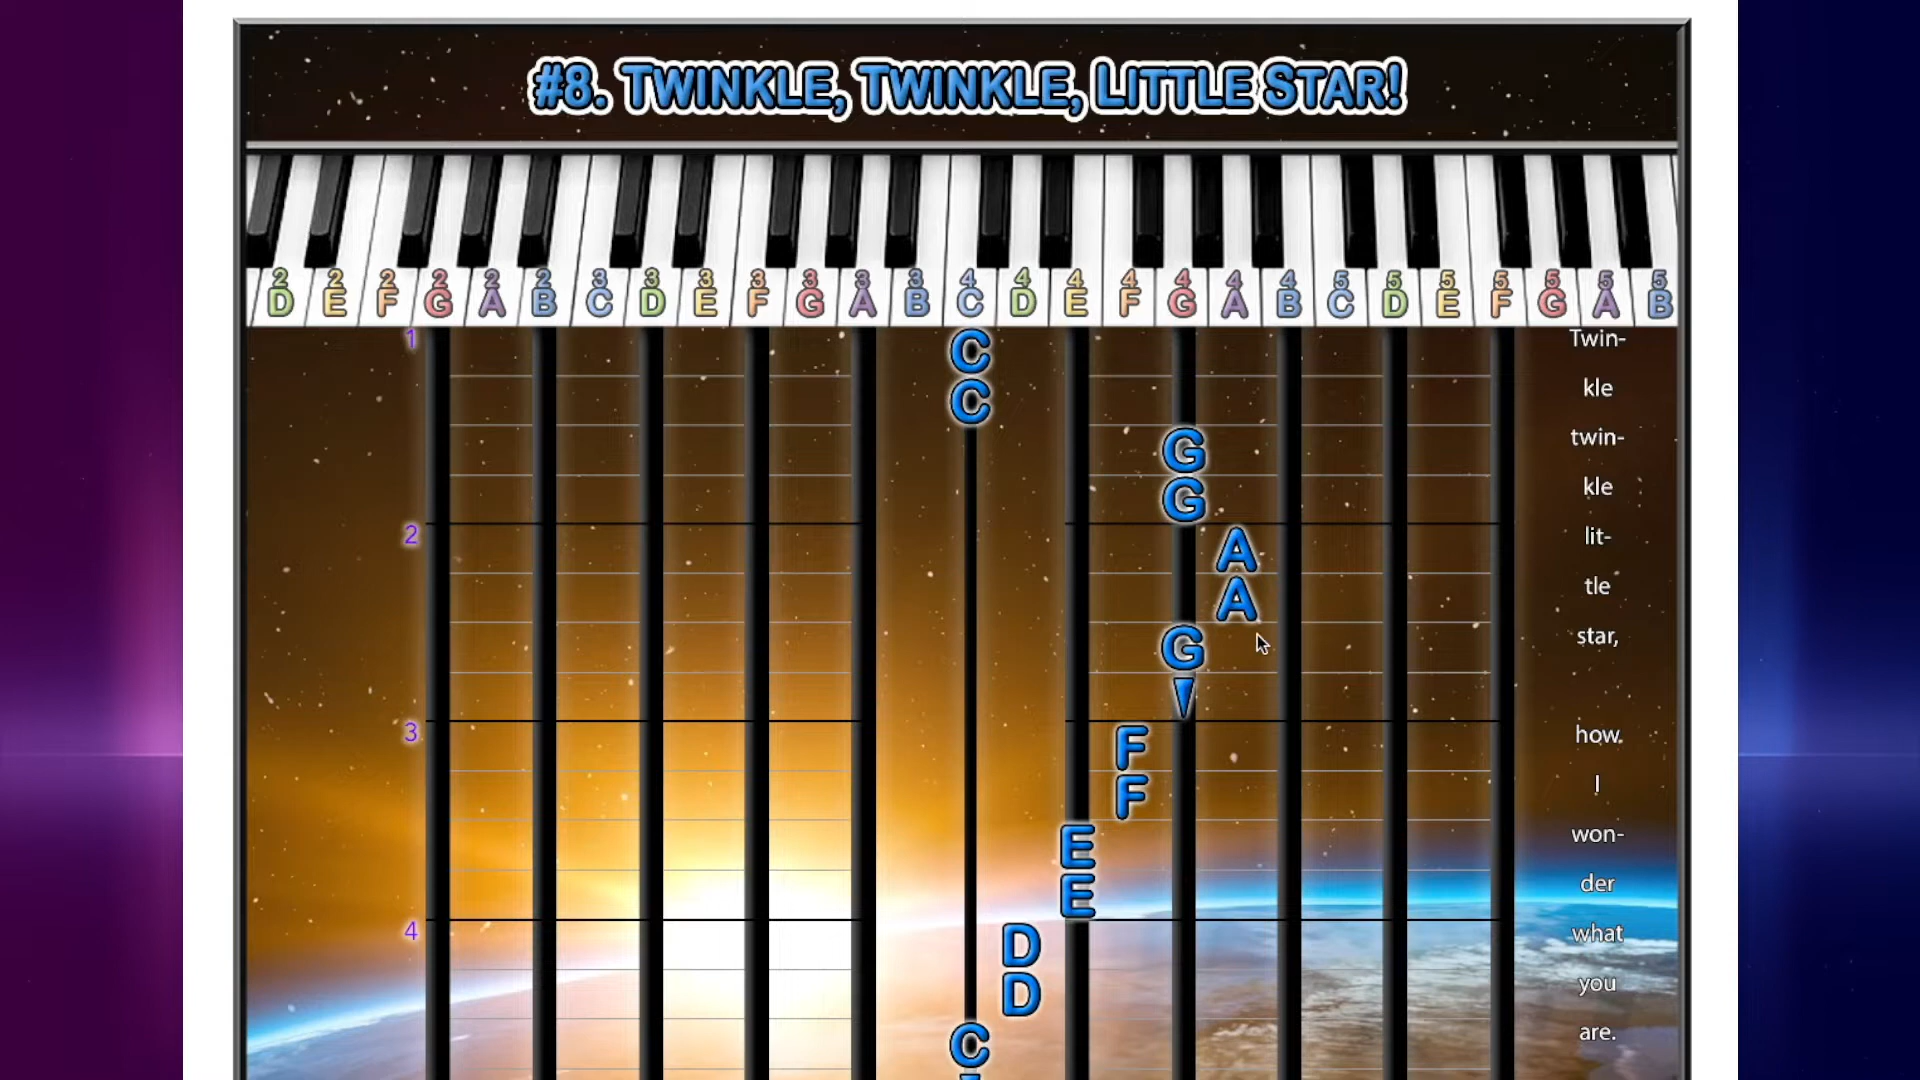 #8. TWINKLE, TWINKLE, LITTLE STAR!
2 2 2 2 2 2 3 3 3 3 3 3 3 4 4 4 4 4 4 4 5 5 5 5 5 5 5
D E F G A B C D E F G A B C D E F G A B C D E F G A B
1 C Twin-
C kle
G twin-
G kle
2 A lit-
A tle
G star,
3 F how
F I
E won-
E der
4 D what
D you
C are.